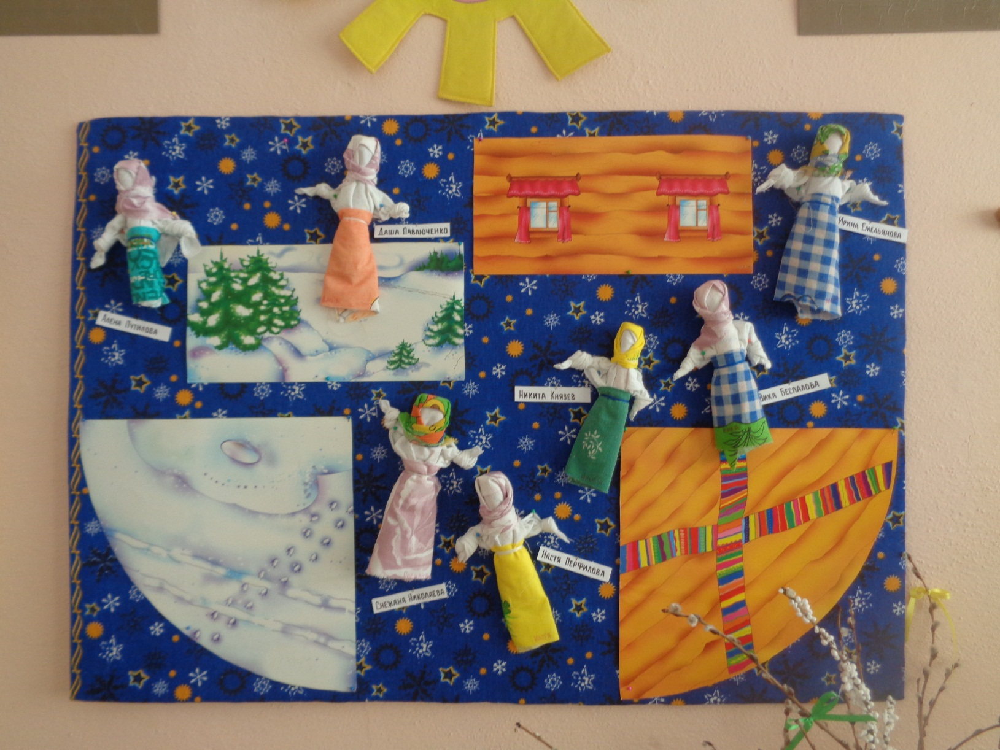 Даша Павлюченко
Ирина Емельянова
Алена Путилова
Никита Князев
Вика Беспалова
Настя Перфилова
Снежана Николаева